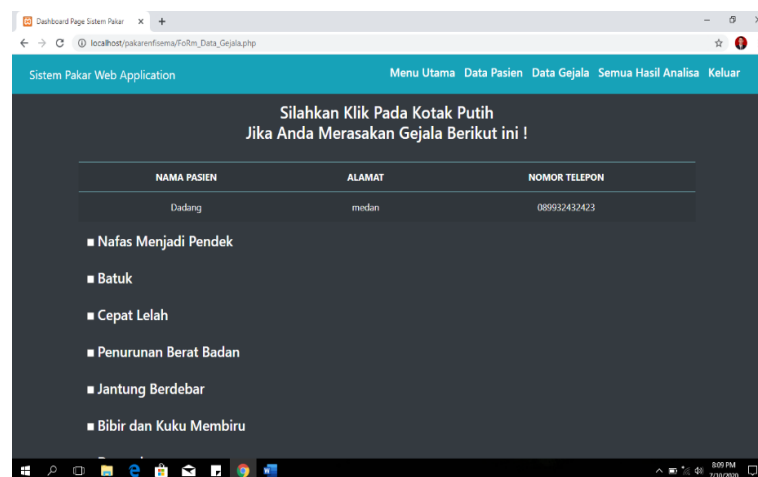 Dashboard Page Sistem Pakar
localhost/pakarenfisema/FoRm_Data_Gejala.php
Sistem Pakar Web Application Menu Utama Data Pasien Data Gejala Semua Hasil Analisa Keluar
Silahkan Klik Pada Kotak Putih
Jika Anda Merasakan Gejala Berikut ini !
NAMA PASIEN ALAMAT NOMOR TELEPON
Dadang medan 089932432423
Nafas Menjadi Pendek
Batuk
Cepat Lelah
Penurunan Berat Badan
Jantung Berdebar
Bibir dan Kuku Membiru
8:09 PM
7/10/2020